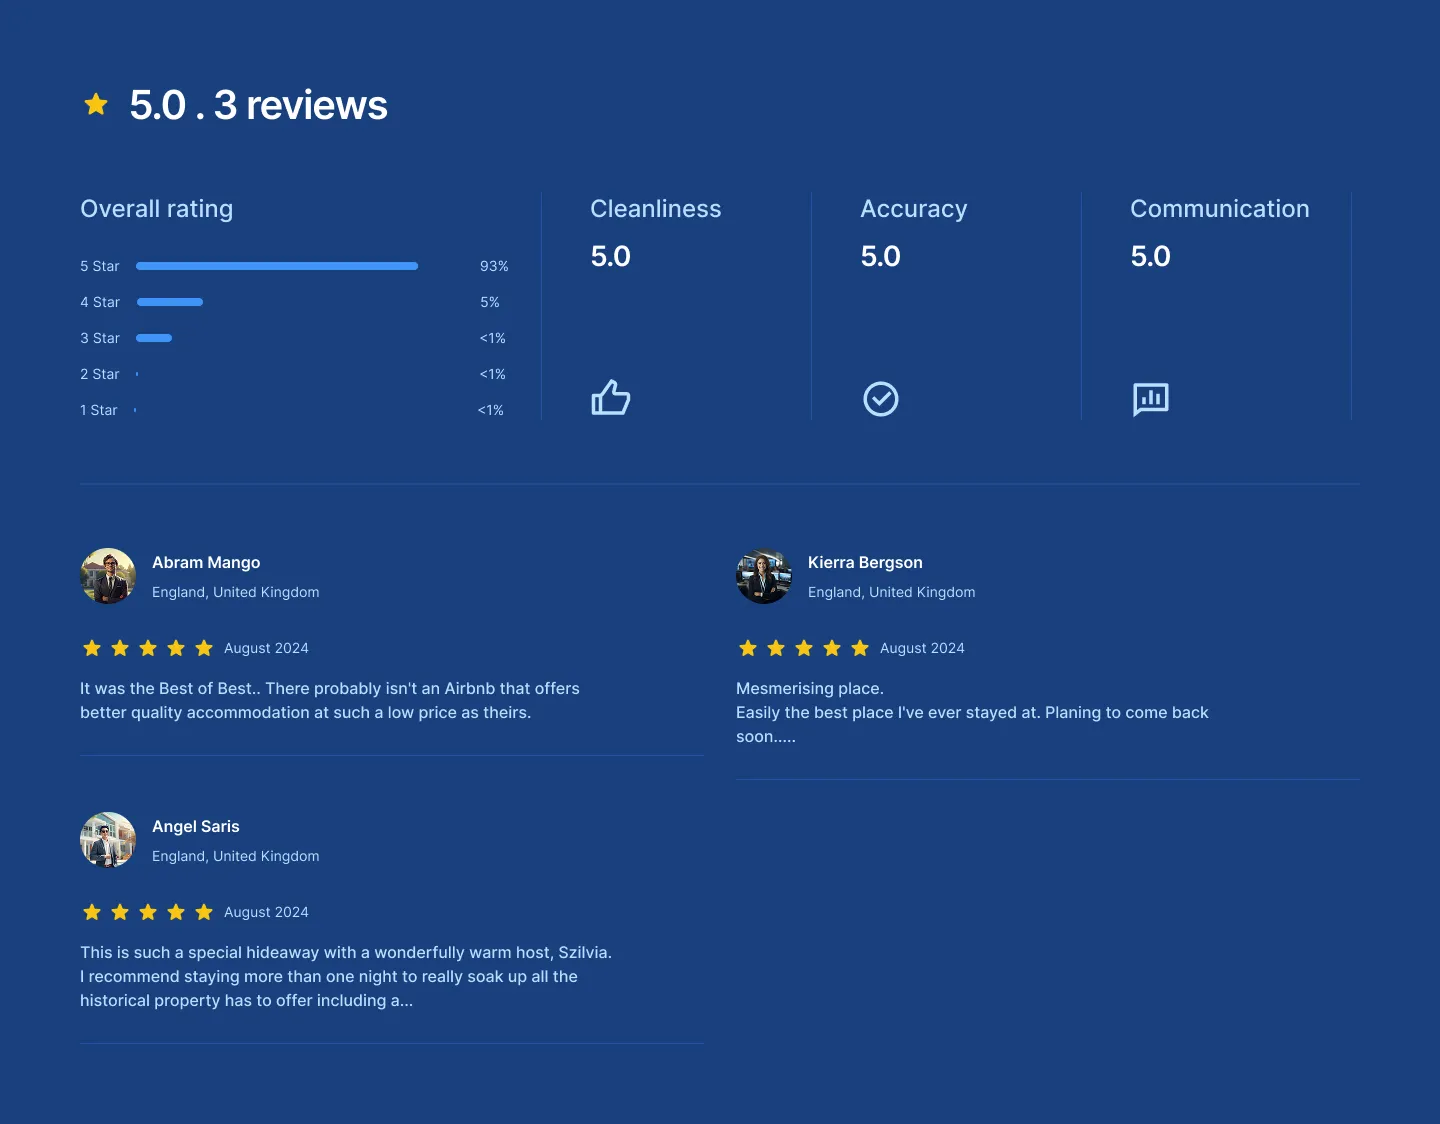 5.0 . 3 reviews
Overall rating
5 Star 93%
4 Star 5%
3 Star <1%
2 Star <1%
1 Star <1%
Cleanliness
5.0
Accuracy
5.0
Communication
5.0
Abram Mango
England, United Kingdom
August 2024
It was the Best of Best.. There probably isn't an Airbnb that offers
better quality accommodation at such a low price as theirs.
Kierra Bergson
England, United Kingdom
August 2024
Mesmerising place.
Easily the best place I've ever stayed at. Planing to come back
soon.....
Angel Saris
England, United Kingdom
August 2024
This is such a special hideaway with a wonderfully warm host, Szilvia.
I recommend staying more than one night to really soak up all the
historical property has to offer including a...